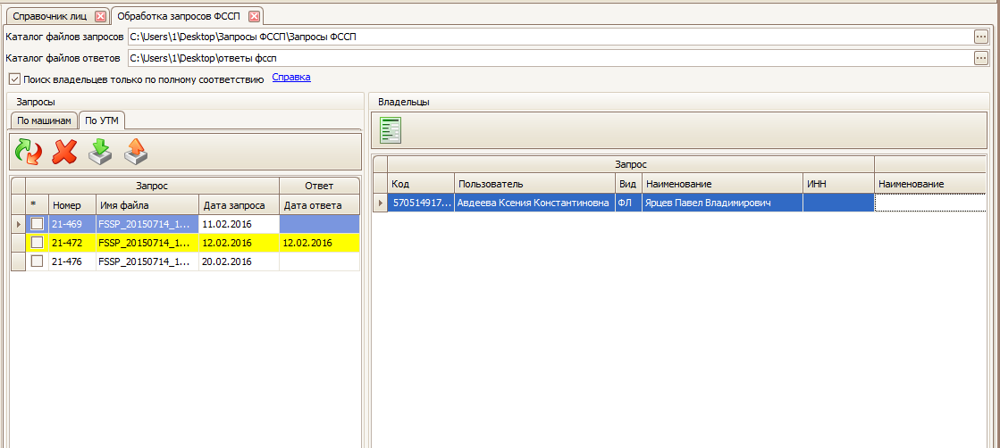 Справочник лиц
Обработка запросов ФССП
Каталог файлов запросов C:\Users\1\Desktop\Запросы ФССП\Запросы ФССП ...
Каталог файлов ответов C:\Users\1\Desktop\ответы фссп ...
Поиск владельцев только по полному соответствию Справка
Запросы
По машинам По УТМ
Запрос Ответ
* Номер Имя файла Дата запроса Дата ответа
21-469 FSSP_20150714_1... 11.02.2016
21-472 FSSP_20150714_1... 12.02.2016 12.02.2016
21-476 FSSP_20150714_1... 20.02.2016
Владельцы
Запрос
Код Пользователь Вид Наименование ИНН Наименование
570514917... Авдеева Ксения Константиновна ФЛ Ярцев Павел Владимирович